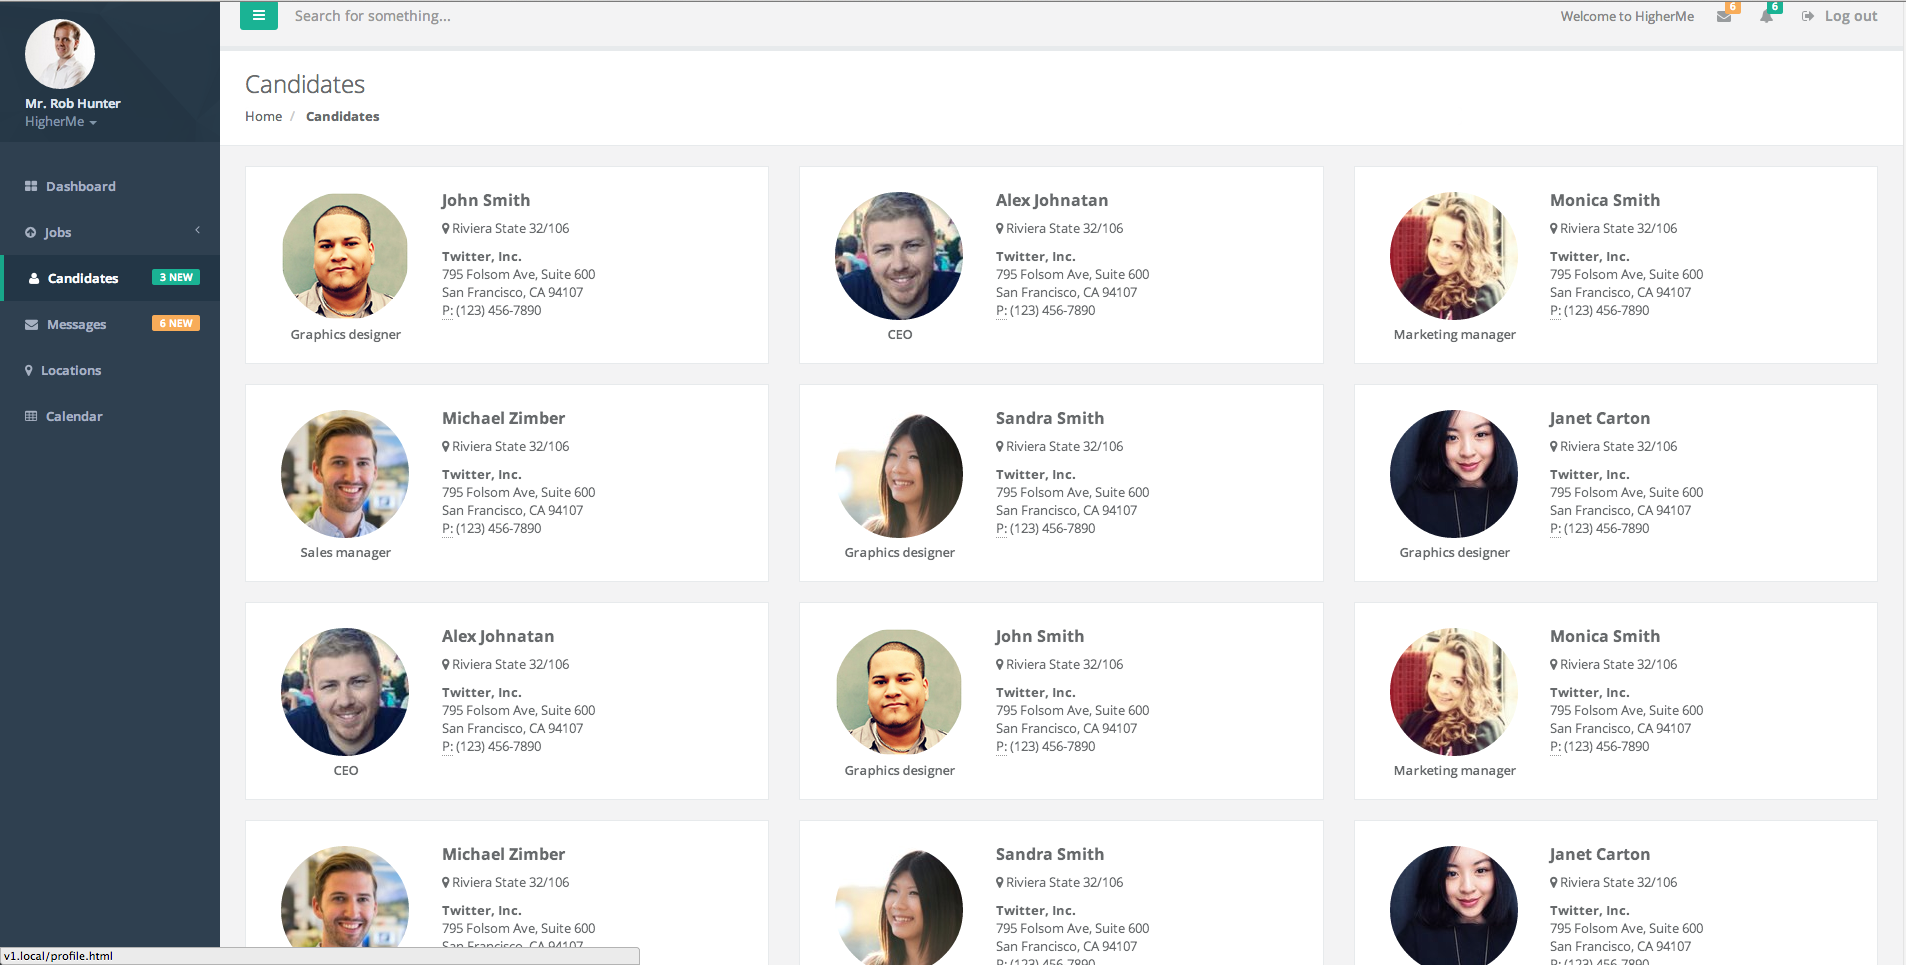 Search for something...
Welcome to HigherMe
6
6
Log out
Mr. Rob Hunter
HigherMe
Dashboard
Jobs
Candidates 3 NEW
Messages 6 NEW
Locations
Calendar
Candidates
Home / Candidates
John Smith
Riviera State 32/106
Twitter, Inc.
795 Folsom Ave, Suite 600
San Francisco, CA 94107
P: (123) 456-7890
Graphics designer
Alex Johnatan
Riviera State 32/106
Twitter, Inc.
795 Folsom Ave, Suite 600
San Francisco, CA 94107
P: (123) 456-7890
CEO
Monica Smith
Riviera State 32/106
Twitter, Inc.
795 Folsom Ave, Suite 600
San Francisco, CA 94107
P: (123) 456-7890
Marketing manager
Michael Zimber
Riviera State 32/106
Twitter, Inc.
795 Folsom Ave, Suite 600
San Francisco, CA 94107
P: (123) 456-7890
Sales manager
Sandra Smith
Riviera State 32/106
Twitter, Inc.
795 Folsom Ave, Suite 600
San Francisco, CA 94107
P: (123) 456-7890
Graphics designer
Janet Carton
Riviera State 32/106
Twitter, Inc.
795 Folsom Ave, Suite 600
San Francisco, CA 94107
P: (123) 456-7890
Graphics designer
Alex Johnatan
Riviera State 32/106
Twitter, Inc.
795 Folsom Ave, Suite 600
San Francisco, CA 94107
P: (123) 456-7890
CEO
John Smith
Riviera State 32/106
Twitter, Inc.
795 Folsom Ave, Suite 600
San Francisco, CA 94107
P: (123) 456-7890
Graphics designer
Monica Smith
Riviera State 32/106
Twitter, Inc.
795 Folsom Ave, Suite 600
San Francisco, CA 94107
P: (123) 456-7890
Marketing manager
Michael Zimber
Riviera State 32/106
Twitter, Inc.
795 Folsom Ave, Suite 600
San Francisco, CA 94107
Sandra Smith
Riviera State 32/106
Twitter, Inc.
795 Folsom Ave, Suite 600
San Francisco, CA 94107
P: (123) 456-7890
Janet Carton
Riviera State 32/106
Twitter, Inc.
795 Folsom Ave, Suite 600
San Francisco, CA 94107
P: (123) 456-7890
v1.local/profile.html